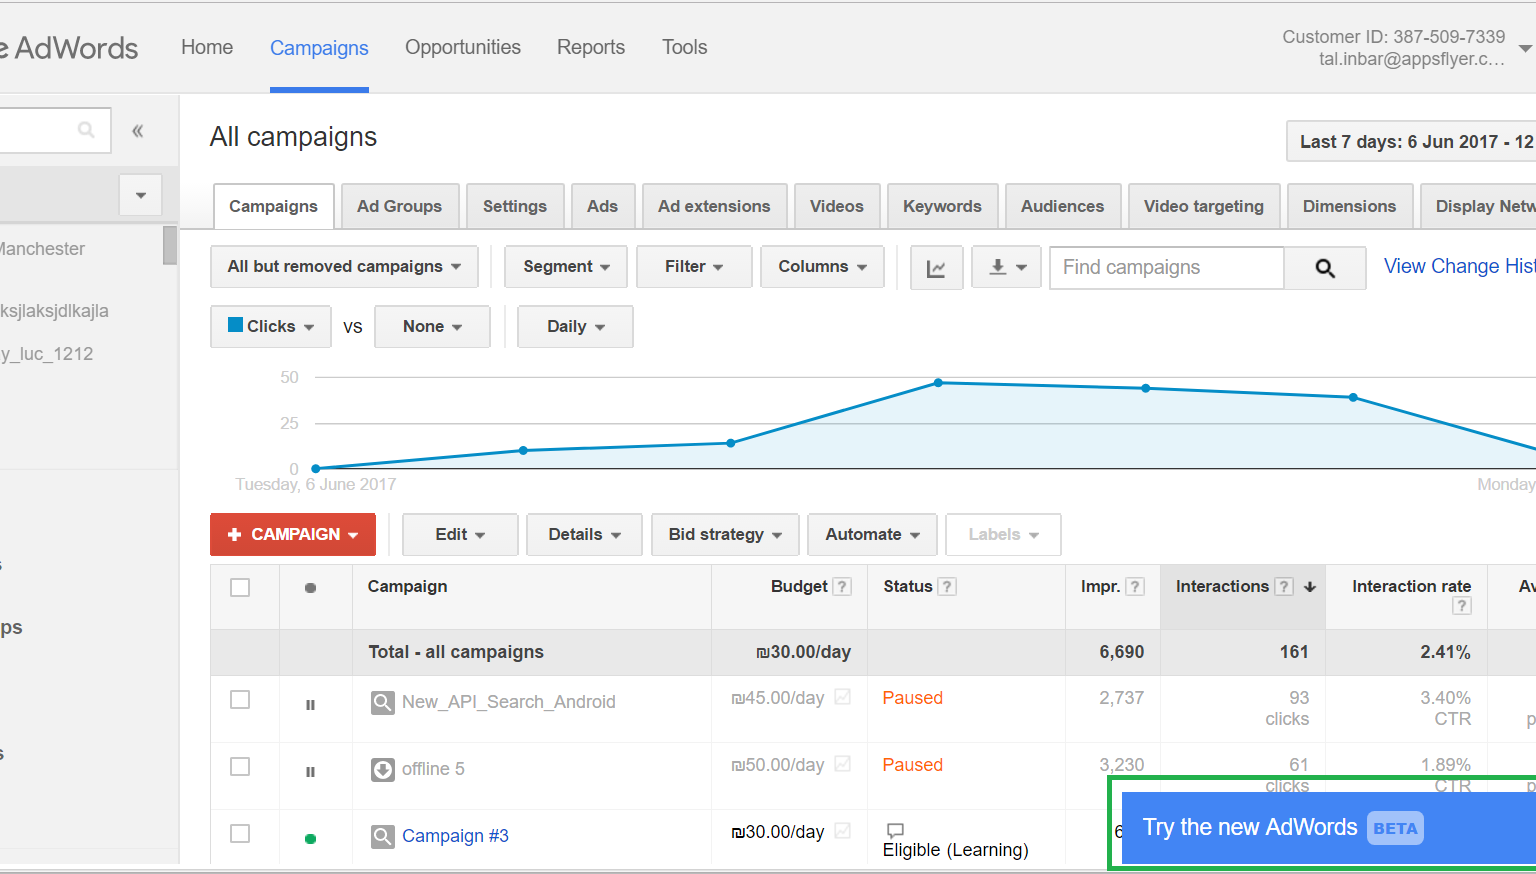 AdWords
Home Campaigns Opportunities Reports Tools
Customer ID: 387-509-7339
tal.inbar@appsflyer.c...
«
All campaigns
Last 7 days: 6 Jun 2017 - 12
Campaigns Ad Groups Settings Ads Ad extensions Videos Keywords Audiences Video targeting Dimensions Display Netw
Manchester
ksjlaksjdlkajla
y_luc_1212
All but removed campaigns Segment Filter Columns Find campaigns View Change Hist
Clicks VS None Daily
50
25
0
Tuesday, 6 June 2017 Monday
+ CAMPAIGN Edit Details Bid strategy Automate Labels
ps
Campaign Budget ? Status ? Impr. ? Interactions ? Interaction rate ? Av
Total - all campaigns ₪30.00/day 6,690 161 2.41%
New_API_Search_Android ₪45.00/day Paused 2,737 93 clicks 3.40% CTR p
offline 5 ₪50.00/day Paused 3,230 61 clicks 1.89% CTR p
Campaign #3 ₪30.00/day Eligible (Learning)
Try the new AdWords BETA